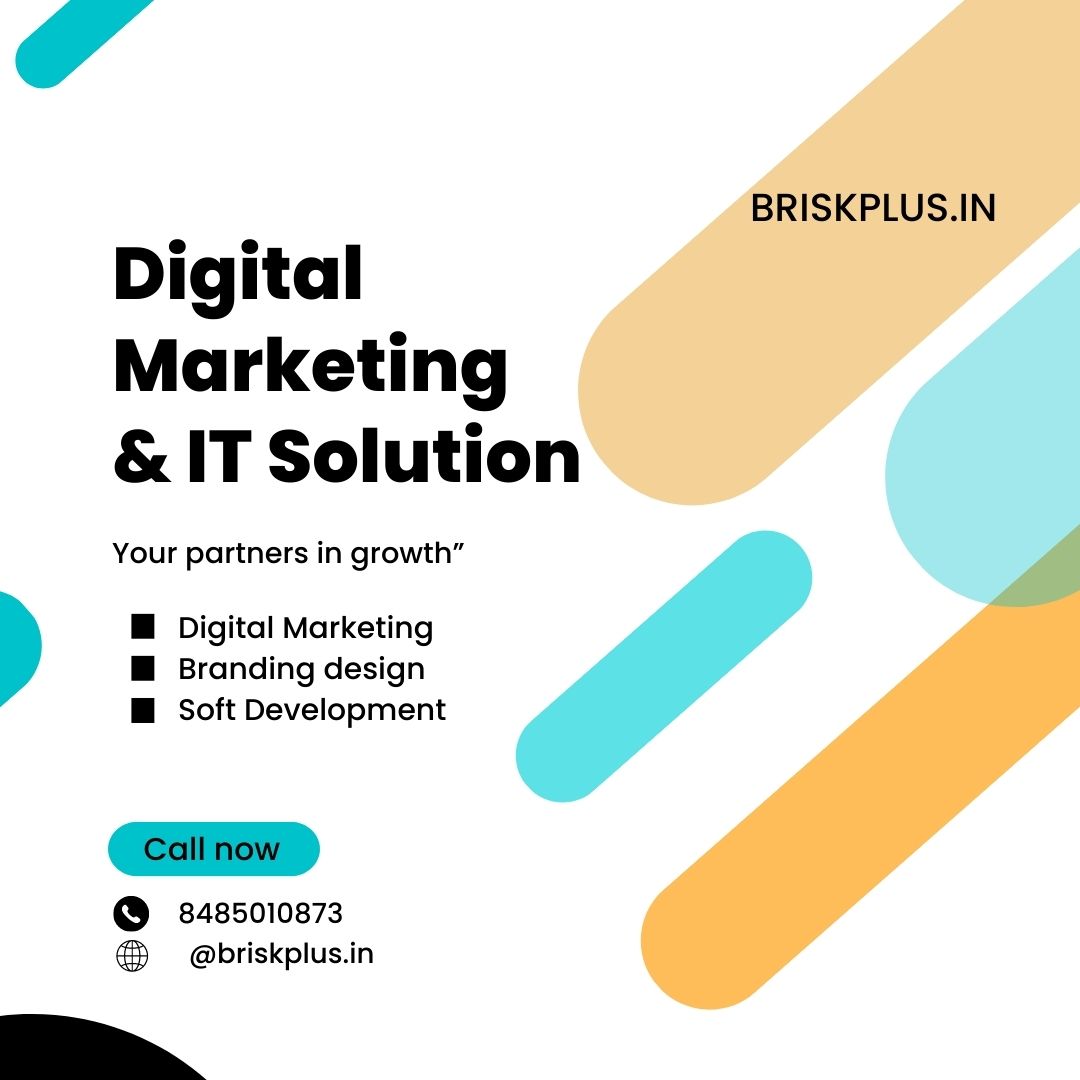 BRISKPLUS.IN
Digital
Marketing
& IT Solution
Your partners in growth”
Digital Marketing
Branding design
Soft Development
Call now
8485010873
@briskplus.in